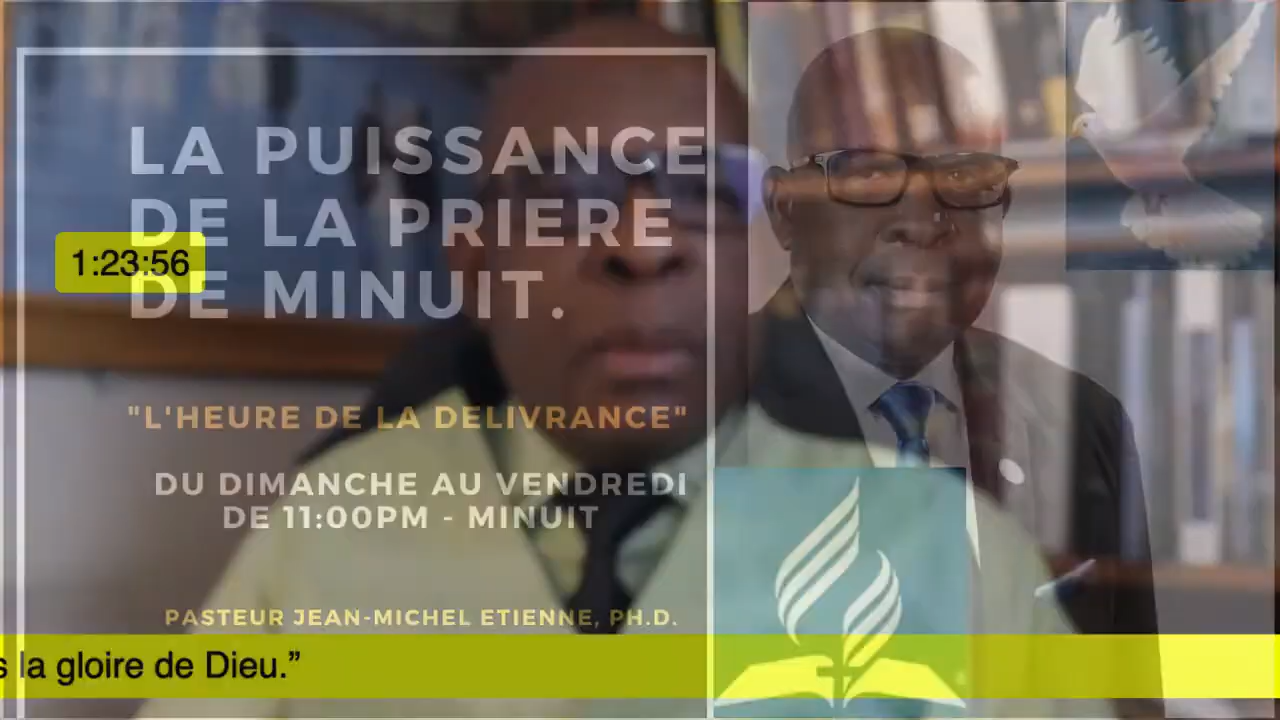 LA PUISSANCE
DE LA PRIERE
1:23:56
DE MINUIT.
"L'HEURE DE LA DELIVRANCE"
DU DIMANCHE AU VENDREDI
DE 11:00PM - MINUIT
PASTEUR JEAN-MICHEL ETIENNE, PH.D.
s la gloire de Dieu.”